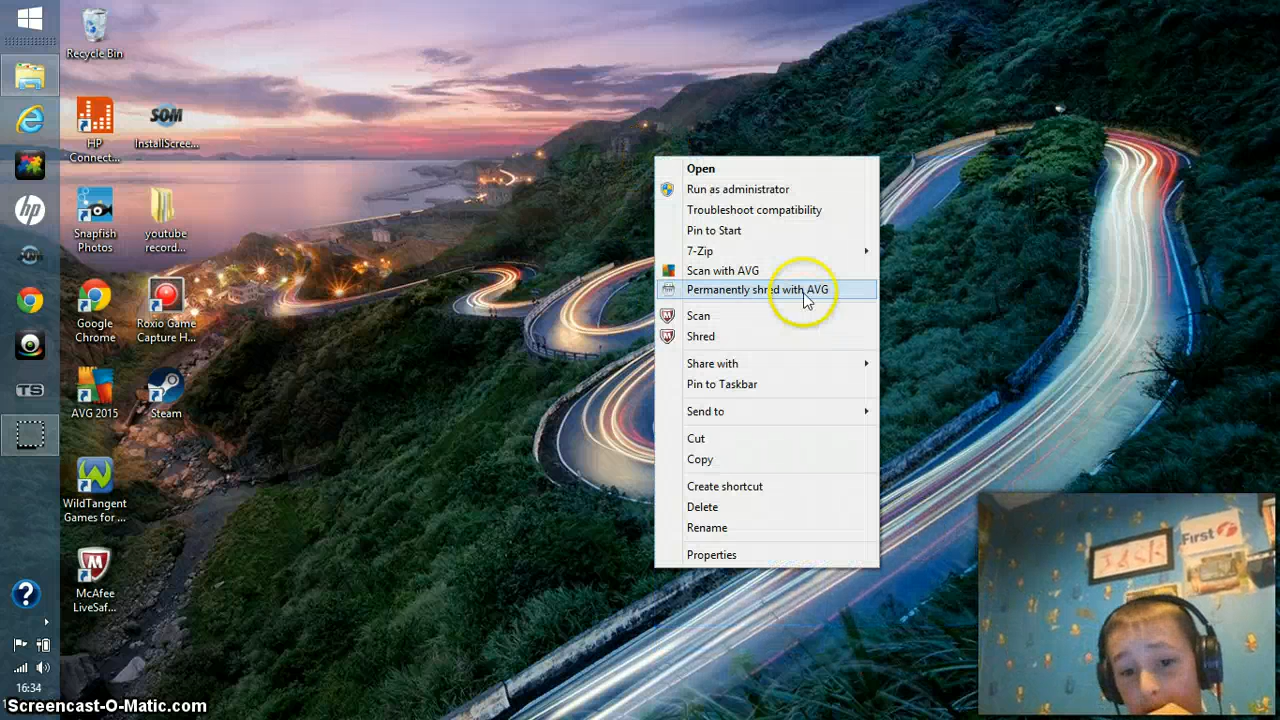 Recycle Bin
HP
Connect...
SOM
InstallScree...
hp
Snapfish
Photos
youtube
record...
Google
Chrome
Roxio Game
Capture H...
TS
AVG 2015
Steam
WildTangent
Games for ...
McAfee
LiveSaf...
?
16:34
Screencast-O-Matic.com
Open
Run as administrator
Troubleshoot compatibility
Pin to Start
7-Zip
Scan with AVG
Permanently shred with AVG
Scan
Shred
Share with
Pin to Taskbar
Send to
Cut
Copy
Create shortcut
Delete
Rename
Properties
First